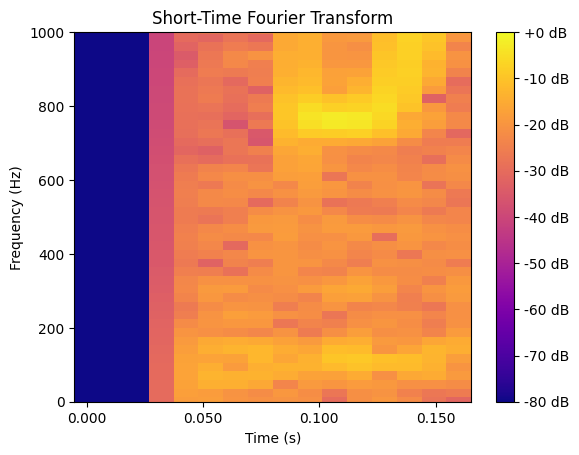 Short-Time Fourier Transform
Frequency (Hz)
1000
800
600
400
200
0
0.000
0.050
0.100
0.150
Time (s)
+0 dB
-10 dB
-20 dB
-30 dB
-40 dB
-50 dB
-60 dB
-70 dB
-80 dB